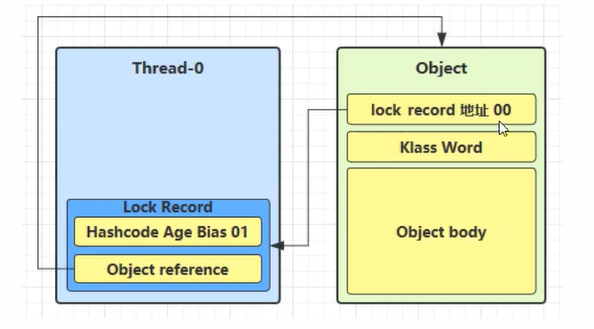 Thread-0
Lock Record
Hashcode Age Bias 01
Object reference
Object
lock record 地址 00
Klass Word
Object body